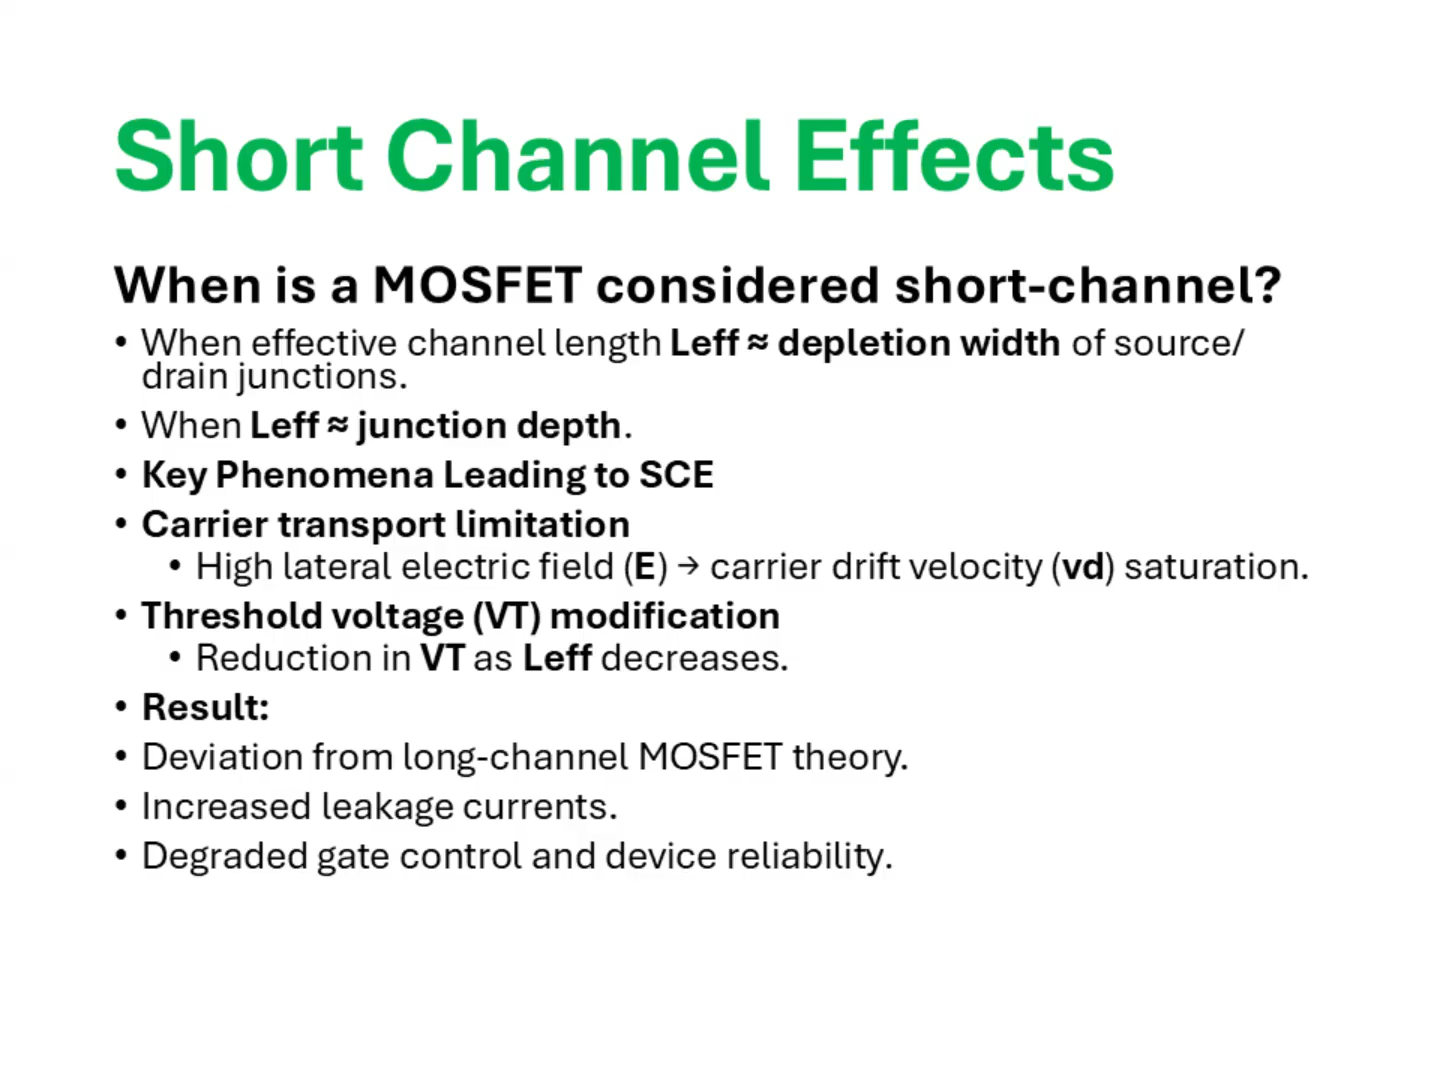 Short Channel Effects
When is a MOSFET considered short-channel?
• When effective channel length Leff ≈ depletion width of source/
drain junctions.
• When Leff ≈ junction depth.
• Key Phenomena Leading to SCE
• Carrier transport limitation
• High lateral electric field (E) → carrier drift velocity (vd) saturation.
• Threshold voltage (VT) modification
• Reduction in VT as Leff decreases.
• Result:
• Deviation from long-channel MOSFET theory.
• Increased leakage currents.
• Degraded gate control and device reliability.